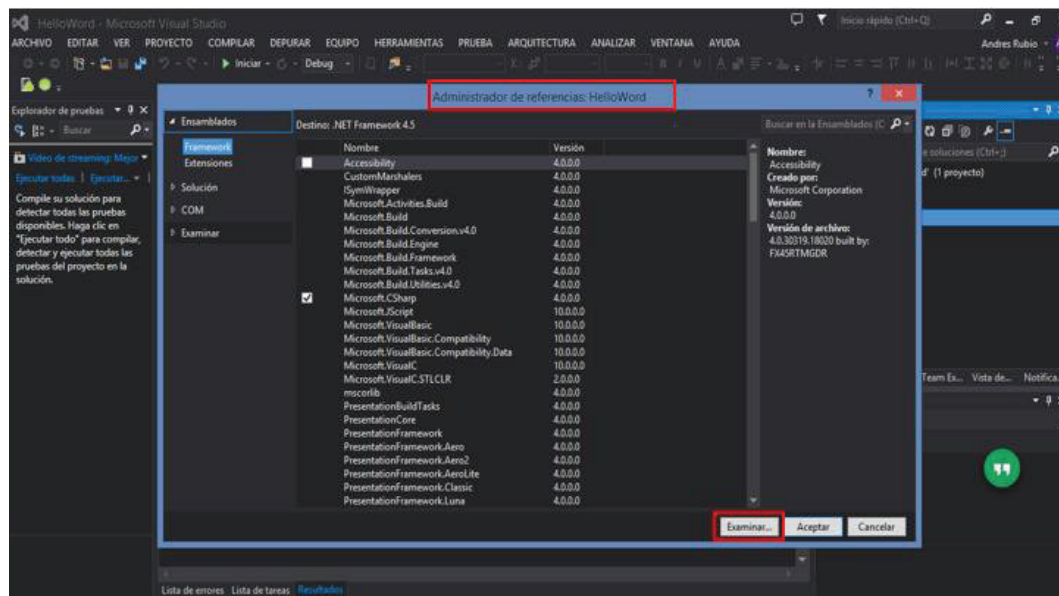 HelloWord - Microsoft Visual Studio
Inicio rápido (Ctrl+Q)
ARCHIVO EDITAR VER PROYECTO COMPILAR DEPURAR EQUIPO HERRAMIENTAS PRUEBA ARQUITECTURA ANALIZAR VENTANA AYUDA
Andres Rubio
Iniciar
Debug
Explorador de pruebas
Buscar
Video de streaming: Mejor
Ejecutar todas | Ejecutar...
Compile su solución para
detectar todas las pruebas
disponibles. Haga clic en
"Ejecutar todo" para compilar,
detectar y ejecutar todas las
pruebas del proyecto en la
solución.
Administrador de referencias: HelloWord
Ensamblados
Framework
Extensiones
Solución
COM
Examinar
Destino: .NET Framework 4.5
Buscar en la Ensamblados (C
Nombre Versión
Accessibility 4.0.0.0
CustomMarshalers 4.0.0.0
ISymWrapper 4.0.0.0
Microsoft.Activities.Build 4.0.0.0
Microsoft.Build 4.0.0.0
Microsoft.Build.Conversion.v4.0 4.0.0.0
Microsoft.Build.Engine 4.0.0.0
Microsoft.Build.Framework 4.0.0.0
Microsoft.Build.Tasks.v4.0 4.0.0.0
Microsoft.Build.Utilities.v4.0 4.0.0.0
Microsoft.CSharp 4.0.0.0
Microsoft.JScript 10.0.0.0
Microsoft.VisualBasic 10.0.0.0
Microsoft.VisualBasic.Compatibility 10.0.0.0
Microsoft.VisualBasic.Compatibility.Data 10.0.0.0
Microsoft.VisualC 10.0.0.0
Microsoft.VisualC.STLCLR 2.0.0.0
mscorlib 4.0.0.0
PresentationBuildTasks 4.0.0.0
PresentationCore 4.0.0.0
PresentationFramework 4.0.0.0
PresentationFramework.Aero 4.0.0.0
PresentationFramework.Aero2 4.0.0.0
PresentationFramework.AeroLite 4.0.0.0
PresentationFramework.Classic 4.0.0.0
PresentationFramework.Luna 4.0.0.0
Nombre:
Accessibility
Creado por:
Microsoft Corporation
Versión:
4.0.0.0
Versión de archivo:
4.0.30319.18020 built by:
FX45RTMGDR
Examinar... Aceptar Cancelar
e soluciones (Ctrl+;)
d' (1 proyecto)
Team Ex... Vista de... Notifica
Lista de errores Lista de tareas Resultados